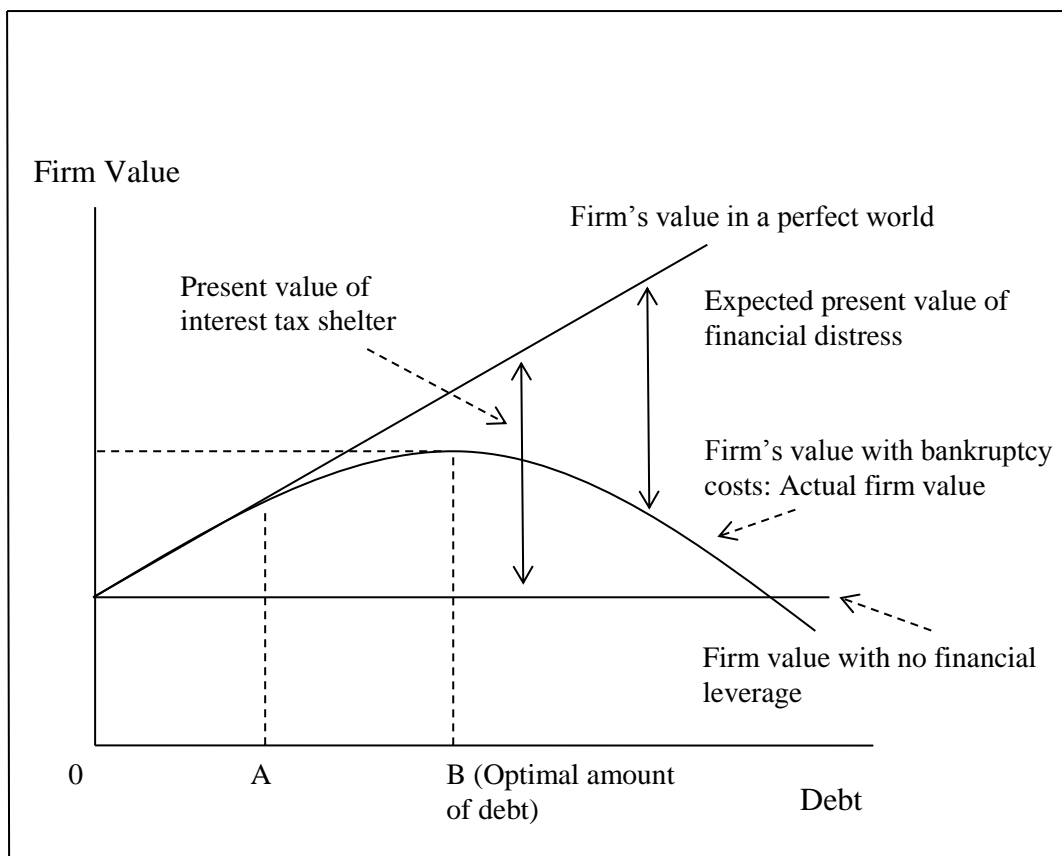 Firm Value
Firm’s value in a perfect world
Present value of
interest tax shelter
Expected present value of
financial distress
Firm’s value with bankruptcy
costs: Actual firm value
Firm value with no financial
leverage
0
A
B (Optimal amount
of debt)
Debt